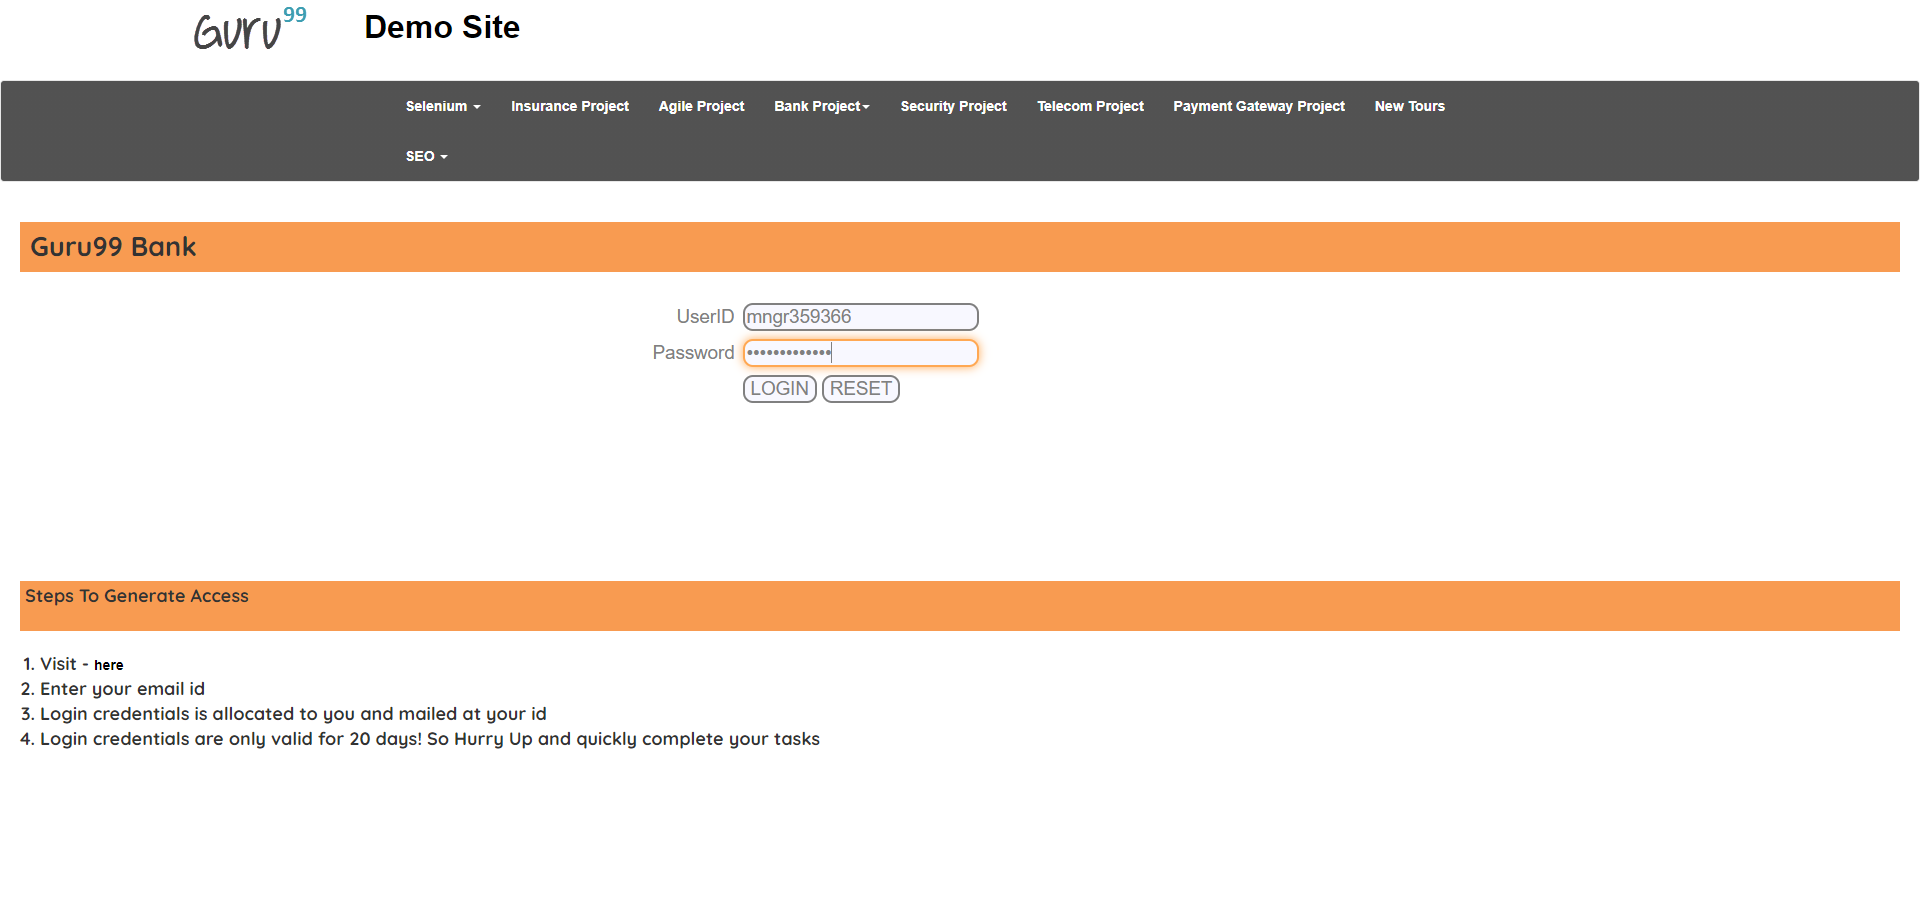 Guru99 Demo Site
Selenium Insurance Project Agile Project Bank Project Security Project Telecom Project Payment Gateway Project New Tours
SEO
Guru99 Bank
UserID mngr359366
Password •••••••••••••
LOGIN RESET
Steps To Generate Access
1. Visit - here
2. Enter your email id
3. Login credentials is allocated to you and mailed at your id
4. Login credentials are only valid for 20 days! So Hurry Up and quickly complete your tasks